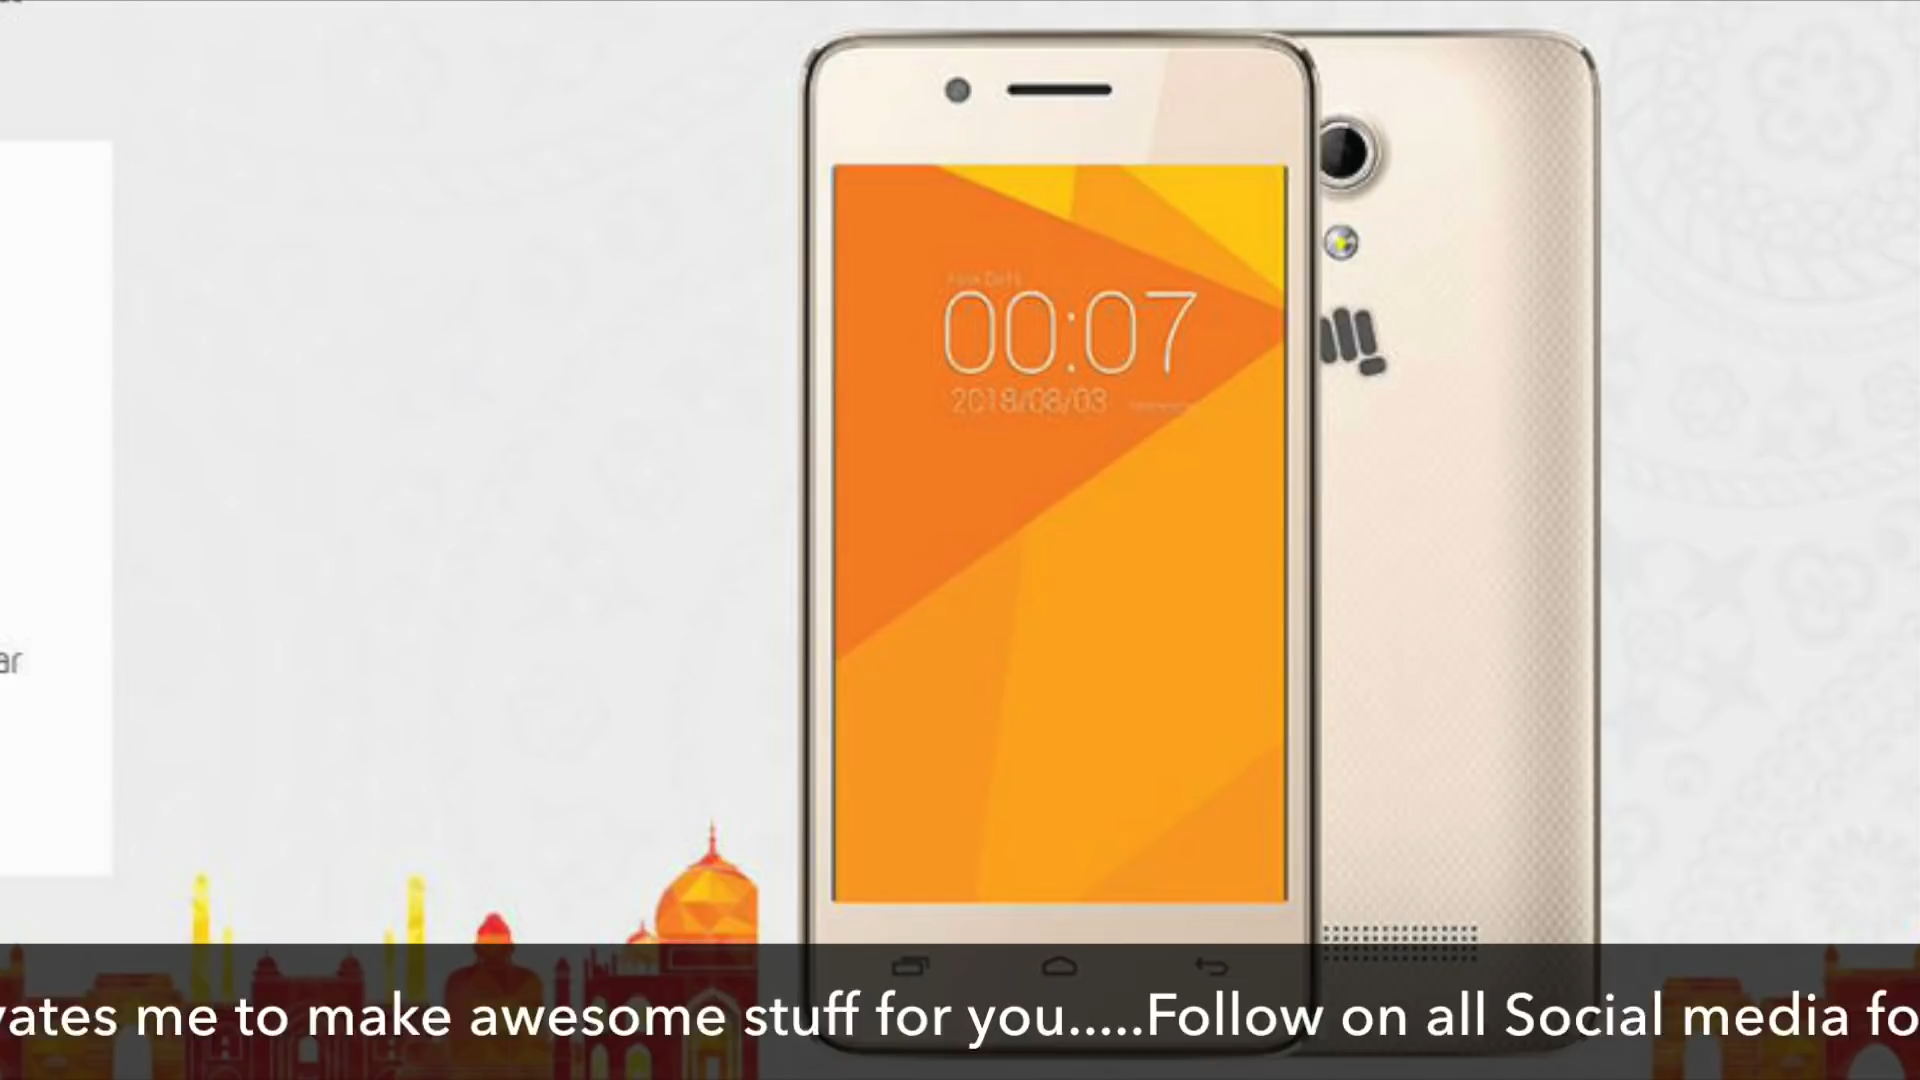 00:07
2018/08/03
ar
vates me to make awesome stuff for you.....Follow on all Social media fo